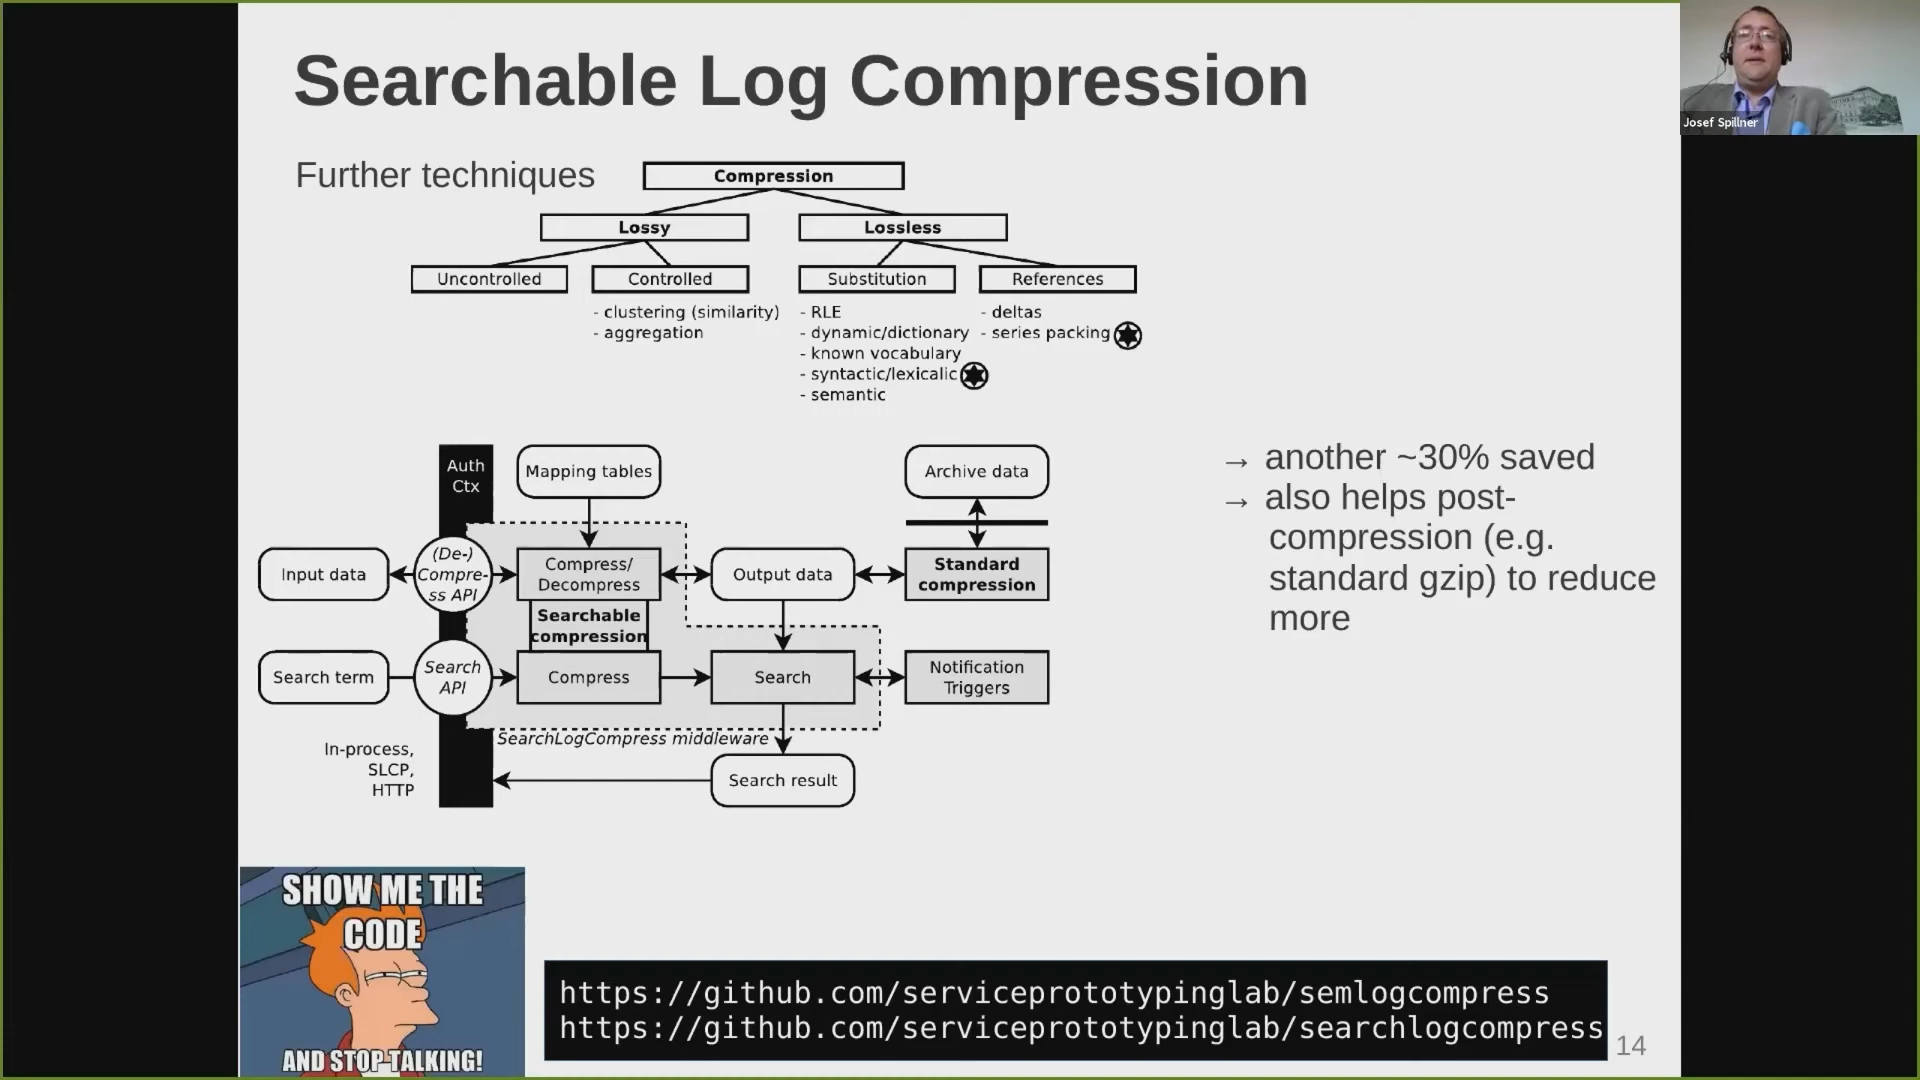 Searchable Log Compression
Josef Spillner
Further techniques
Compression
Lossy
Lossless
Uncontrolled
Controlled
Substitution
References
- clustering (similarity)
- aggregation
- RLE
- dynamic/dictionary
- known vocabulary
- syntactic/lexicalic
- semantic
- deltas
- series packing
Auth
Ctx
Mapping tables
Archive data
Input data
(De-)
Compre-
ss API
Compress/
Decompress
Output data
Standard
compression
Searchable
compression
Search term
Search
API
Compress
Search
Notification
Triggers
SearchLogCompress middleware
In-process,
SLCP,
HTTP
Search result
→ another ~30% saved
→ also helps post-
compression (e.g.
standard gzip) to reduce
more
SHOW ME THE
CODE
AND STOP TALKING!
https://github.com/serviceprototypinglab/semlogcompress
https://github.com/serviceprototypinglab/searchlogcompress
14